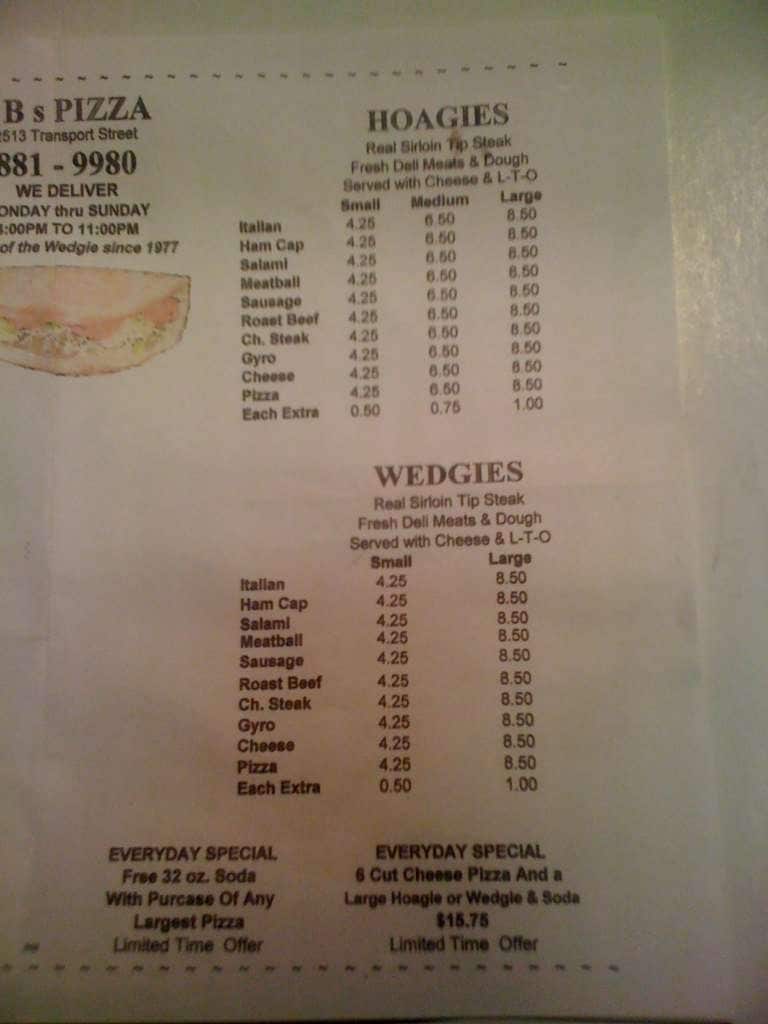 B s PIZZA
2513 Transport Street
881 - 9980
WE DELIVER
ONDAY thru SUNDAY
:00PM TO 11:00PM
of the Wedgie since 1977
HOAGIES
Real Sirloin Tip Steak
Fresh Deli Meats & Dough
Served with Cheese & L-T-O
Small Medium Large
Italian 4.25 6.50 8.50
Ham Cap 4.25 6.50 8.50
Salami 4.25 6.50 8.50
Meatball 4.25 6.50 8.50
Sausage 4.25 6.50 8.50
Roast Beef 4.25 6.50 8.50
Ch. Steak 4.25 6.50 8.50
Gyro 4.25 6.50 8.50
Cheese 4.25 6.50 8.50
Pizza 4.25 6.50 8.50
Each Extra 0.50 0.75 1.00
WEDGIES
Real Sirloin Tip Steak
Fresh Deli Meats & Dough
Served with Cheese & L-T-O
Small Large
Italian 4.25 8.50
Ham Cap 4.25 8.50
Salami 4.25 8.50
Meatball 4.25 8.50
Sausage 4.25 8.50
Roast Beef 4.25 8.50
Ch. Steak 4.25 8.50
Gyro 4.25 8.50
Cheese 4.25 8.50
Pizza 4.25 8.50
Each Extra 0.50 1.00
EVERYDAY SPECIAL
Free 32 oz. Soda
With Purcase Of Any
Largest Pizza
Limited Time Offer
EVERYDAY SPECIAL
6 Cut Cheese Pizza And a
Large Hoagie or Wedgie & Soda
$15.75
Limited Time Offer